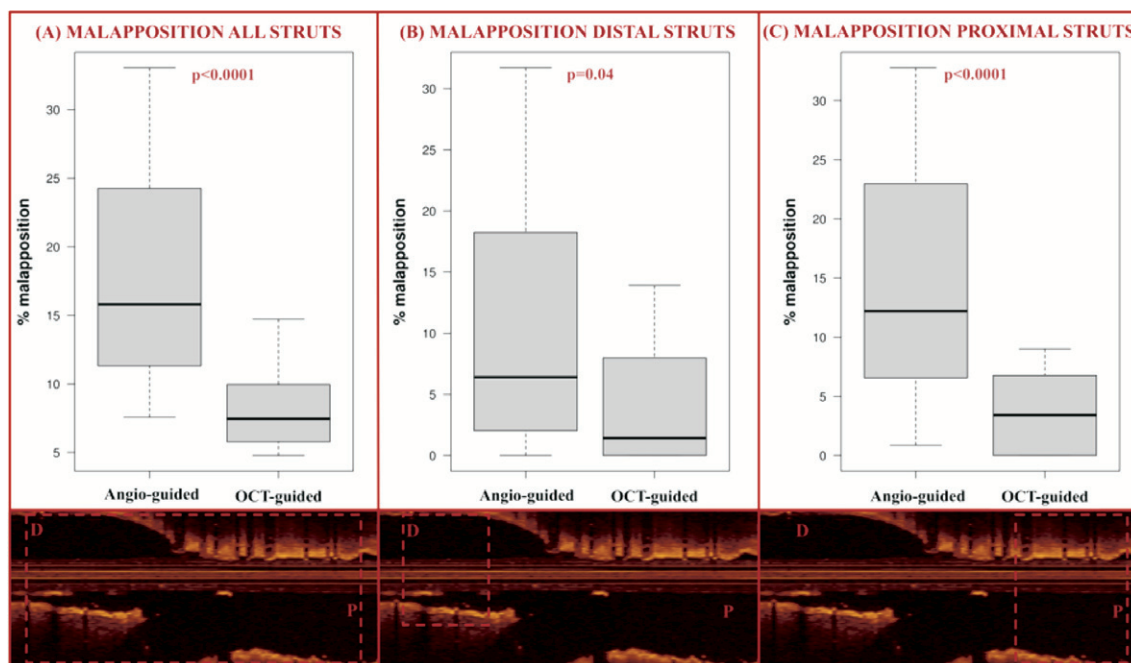 (A) MALAPPOSITION ALL STRUTS
p<0.0001
% malapposition
30
25
20
15
10
5
Angio-guided OCT-guided
D
P
(B) MALAPPOSITION DISTAL STRUTS
p=0.04
% malapposition
30
25
20
15
10
5
0
Angio-guided OCT-guided
D
P
(C) MALAPPOSITION PROXIMAL STRUTS
p<0.0001
% malapposition
30
25
20
15
10
5
0
Angio-guided OCT-guided
D
P